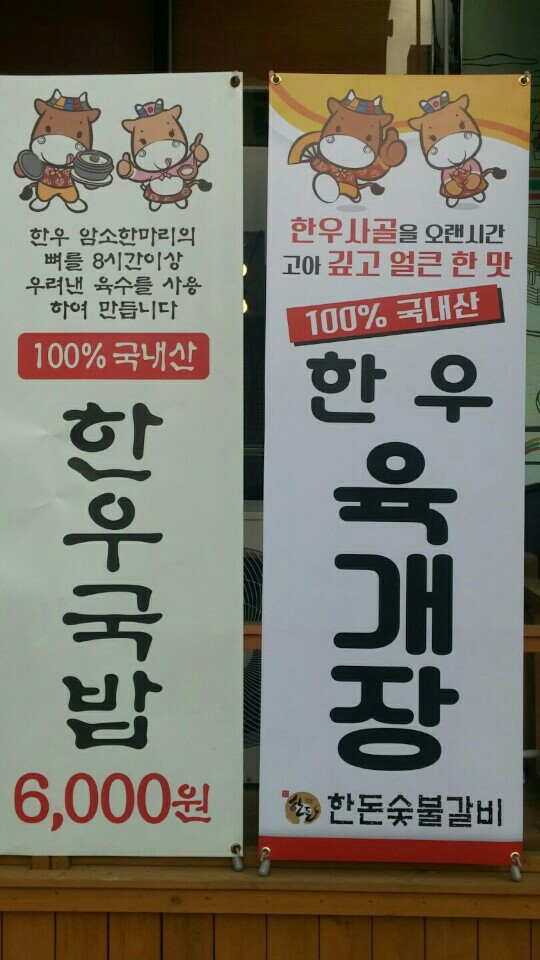 한우 암소한마리의
뼈를 8시간이상
우려낸 육수를 사용
하여 만듭니다
100% 국내산
한우국밥
6,000원
한우사골을 오랜시간
고아 깊고 얼큰 한 맛
100% 국내산
한우
육개장
한돈
한돈숯불갈비